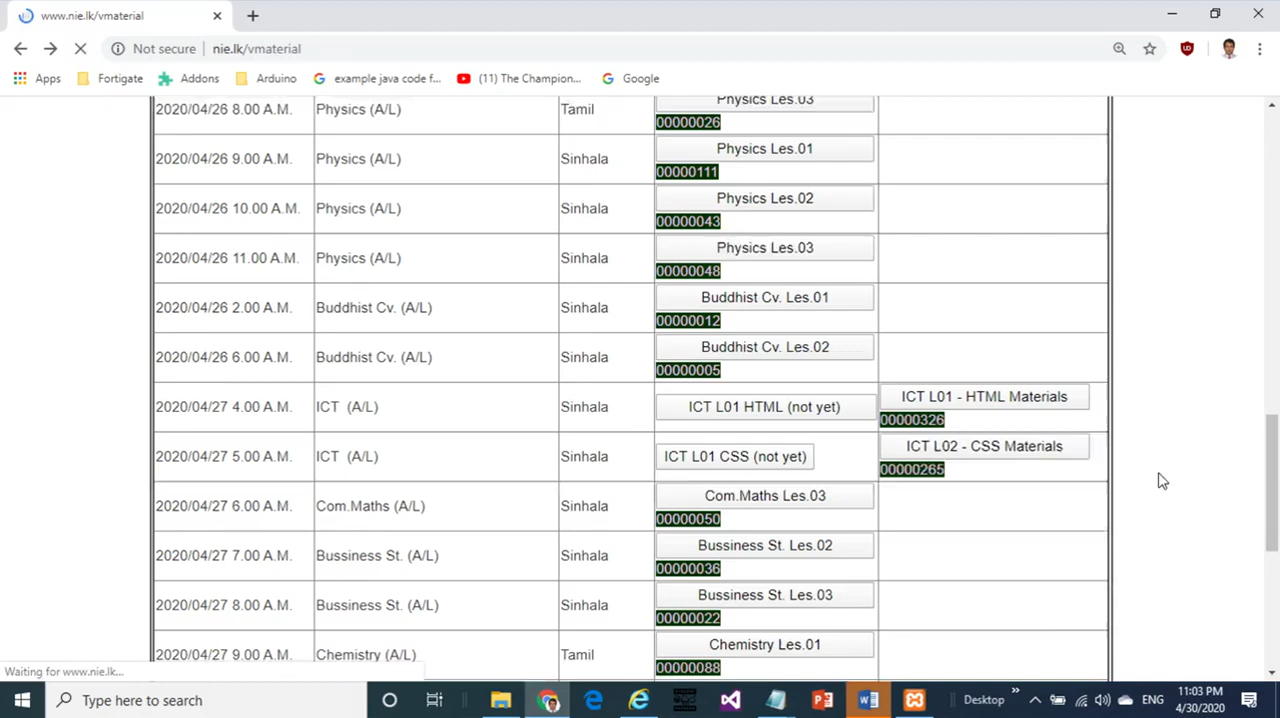 www.nie.lk/vmaterial
Not secure nie.lk/vmaterial
Apps Fortigate Addons Arduino example java code f... (11) The Champion... Google
2020/04/26 8.00 A.M. Physics (A/L) Tamil Physics Les.03
00000026
2020/04/26 9.00 A.M. Physics (A/L) Sinhala Physics Les.01
00000111
2020/04/26 10.00 A.M. Physics (A/L) Sinhala Physics Les.02
00000043
2020/04/26 11.00 A.M. Physics (A/L) Sinhala Physics Les.03
00000048
2020/04/26 2.00 A.M. Buddhist Cv. (A/L) Sinhala Buddhist Cv. Les.01
00000012
2020/04/26 6.00 A.M. Buddhist Cv. (A/L) Sinhala Buddhist Cv. Les.02
00000005
2020/04/27 4.00 A.M. ICT (A/L) Sinhala ICT L01 HTML (not yet) ICT L01 - HTML Materials
00000326
2020/04/27 5.00 A.M. ICT (A/L) Sinhala ICT L01 CSS (not yet) ICT L02 - CSS Materials
00000265
2020/04/27 6.00 A.M. Com.Maths (A/L) Sinhala Com.Maths Les.03
00000050
2020/04/27 7.00 A.M. Bussiness St. (A/L) Sinhala Bussiness St. Les.02
00000036
2020/04/27 8.00 A.M. Bussiness St. (A/L) Sinhala Bussiness St. Les.03
00000022
2020/04/27 9.00 A.M. Chemistry (A/L) Tamil Chemistry Les.01
00000088
Waiting for www.nie.lk...
Type here to search Desktop ENG 11:03 PM
4/30/2020